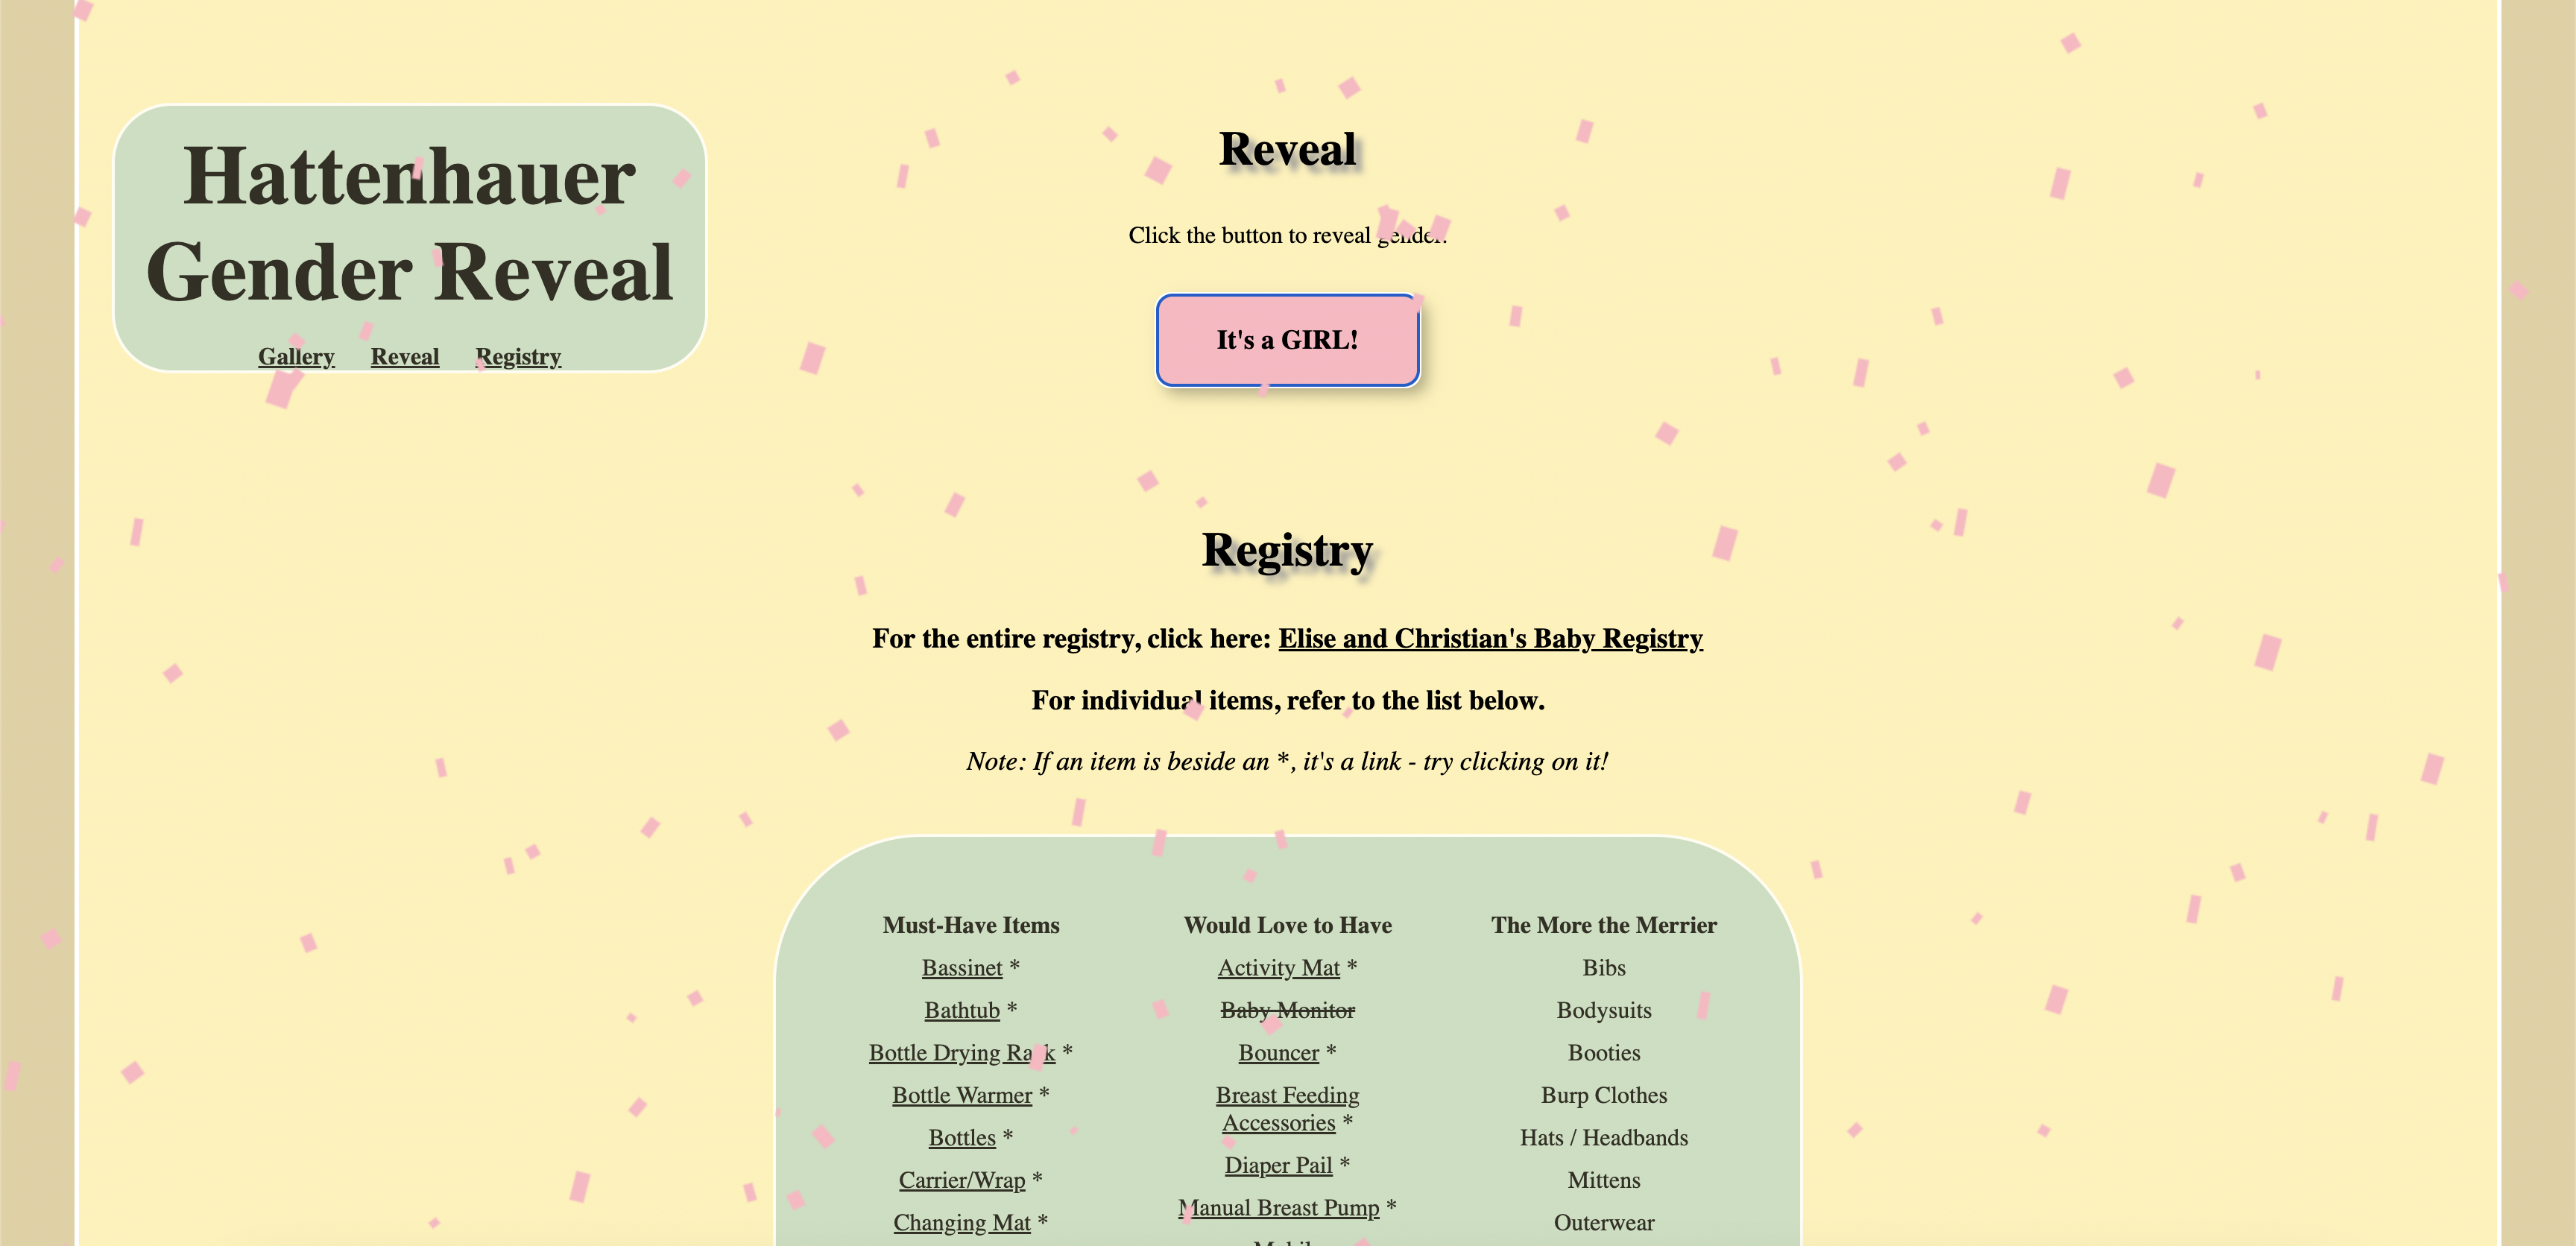 Hattenhauer
Gender Reveal
Gallery Reveal Registry
Reveal
Click the button to reveal gender.
It's a GIRL!
Registry
For the entire registry, click here: Elise and Christian's Baby Registry
For individual items, refer to the list below.
Note: If an item is beside an *, it's a link - try clicking on it!
Must-Have Items
Bassinet *
Bathtub *
Bottle Drying Rack *
Bottle Warmer *
Bottles *
Carrier/Wrap *
Changing Mat *
Would Love to Have
Activity Mat *
Baby Monitor
Bouncer *
Breast Feeding
Accessories *
Diaper Pail *
Manual Breast Pump *
The More the Merrier
Bibs
Bodysuits
Booties
Burp Clothes
Hats / Headbands
Mittens
Outerwear